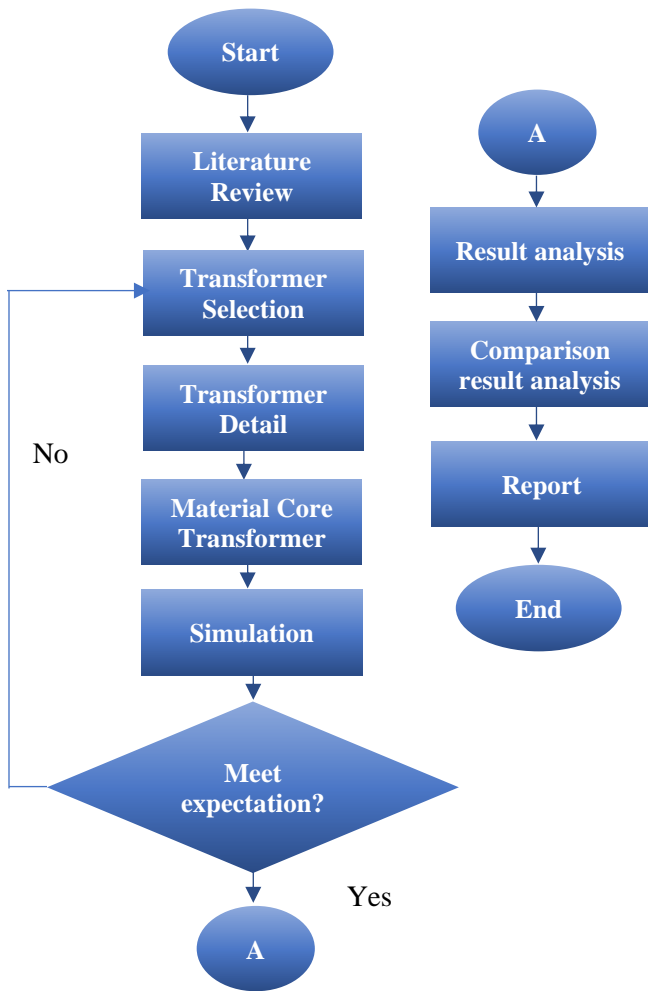 Start
Literature
Review
Transformer
Selection
Transformer
Detail
No
Material Core
Transformer
Simulation
Meet
expectation?
Yes
A
A
Result analysis
Comparison
result analysis
Report
End